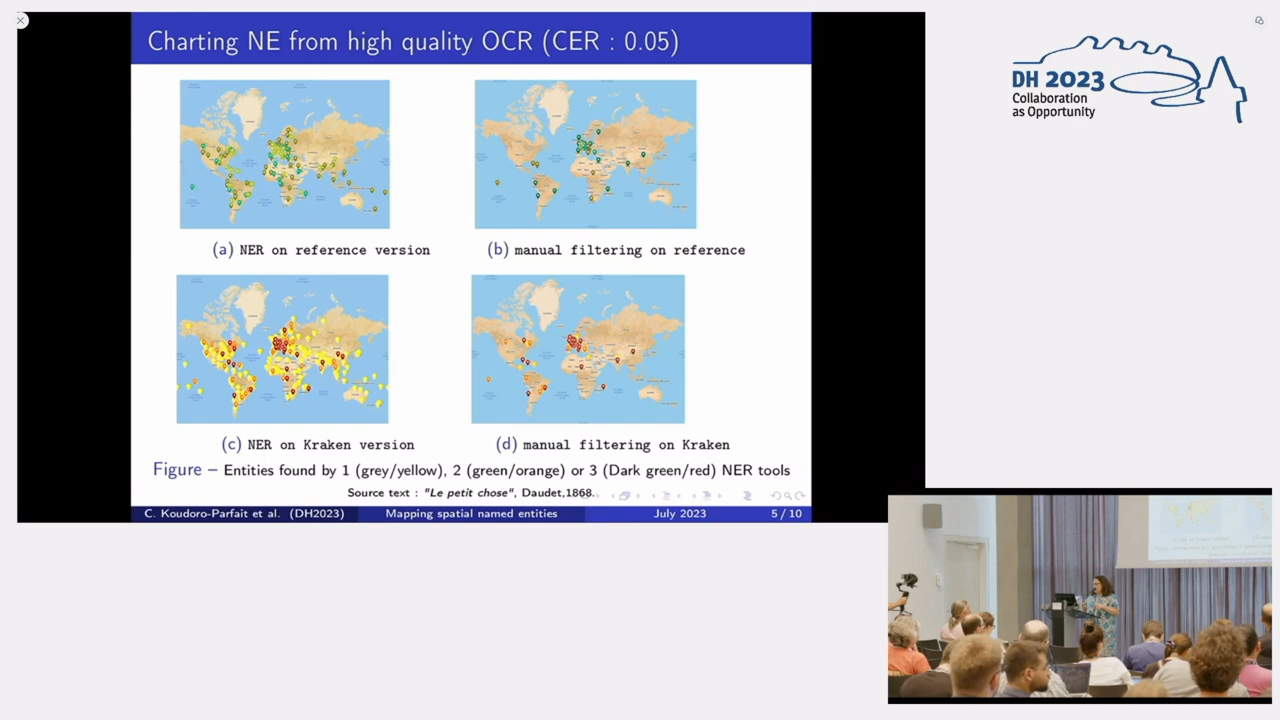 Charting NE from high quality OCR (CER : 0.05)
(a) NER on reference version
(b) manual filtering on reference
(c) NER on Kraken version
(d) manual filtering on Kraken
Figure – Entities found by 1 (grey/yellow), 2 (green/orange) or 3 (Dark green/red) NER tools
Source text : "Le petit chose", Daudet,1868.
C. Koudoro-Parfait et al. (DH2023) Mapping spatial named entities July 2023 5 / 10
DH 2023
Collaboration
as Opportunity